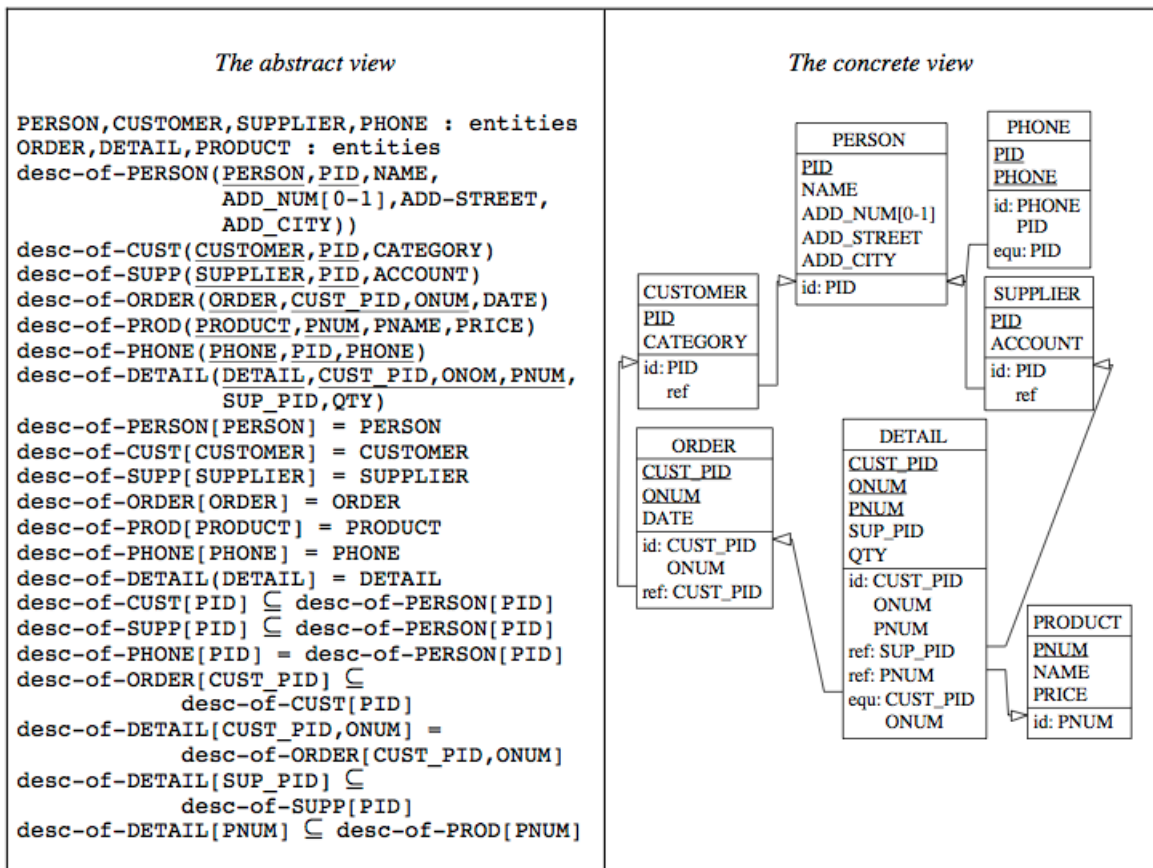 The abstract view
PERSON,CUSTOMER,SUPPLIER,PHONE : entities
ORDER,DETAIL,PRODUCT : entities
desc-of-PERSON(PERSON,PID,NAME,
ADD_NUM[0-1],ADD-STREET,
ADD_CITY))
desc-of-CUST(CUSTOMER,PID,CATEGORY)
desc-of-SUPP(SUPPLIER,PID,ACCOUNT)
desc-of-ORDER(ORDER,CUST_PID,ONUM,DATE)
desc-of-PROD(PRODUCT,PNUM,PNAME,PRICE)
desc-of-PHONE(PHONE,PID,PHONE)
desc-of-DETAIL(DETAIL,CUST_PID,ONOM,PNUM,
SUP_PID,QTY)
desc-of-PERSON[PERSON] = PERSON
desc-of-CUST[CUSTOMER] = CUSTOMER
desc-of-SUPP[SUPPLIER] = SUPPLIER
desc-of-ORDER[ORDER] = ORDER
desc-of-PROD[PRODUCT] = PRODUCT
desc-of-PHONE[PHONE] = PHONE
desc-of-DETAIL(DETAIL] = DETAIL
desc-of-CUST[PID] ⊆ desc-of-PERSON[PID]
desc-of-SUPP[PID] ⊆ desc-of-PERSON[PID]
desc-of-PHONE[PID] = desc-of-PERSON[PID]
desc-of-ORDER[CUST_PID] ⊆
desc-of-CUST[PID]
desc-of-DETAIL[CUST_PID,ONUM] =
desc-of-ORDER[CUST_PID,ONUM]
desc-of-DETAIL[SUP_PID] ⊆
desc-of-SUPP[PID]
desc-of-DETAIL[PNUM] ⊆ desc-of-PROD[PNUM]
The concrete view
PERSON
PID
NAME
ADD_NUM[0-1]
ADD_STREET
ADD_CITY
id: PID
PHONE
PID
PHONE
id: PHONE
PID
equ: PID
CUSTOMER
PID
CATEGORY
id: PID
ref
SUPPLIER
PID
ACCOUNT
id: PID
ref
ORDER
CUST_PID
ONUM
DATE
id: CUST_PID
ONUM
ref: CUST_PID
DETAIL
CUST_PID
ONUM
PNUM
SUP_PID
QTY
id: CUST_PID
ONUM
PNUM
ref: SUP_PID
ref: PNUM
equ: CUST_PID
ONUM
PRODUCT
PNUM
NAME
PRICE
id: PNUM